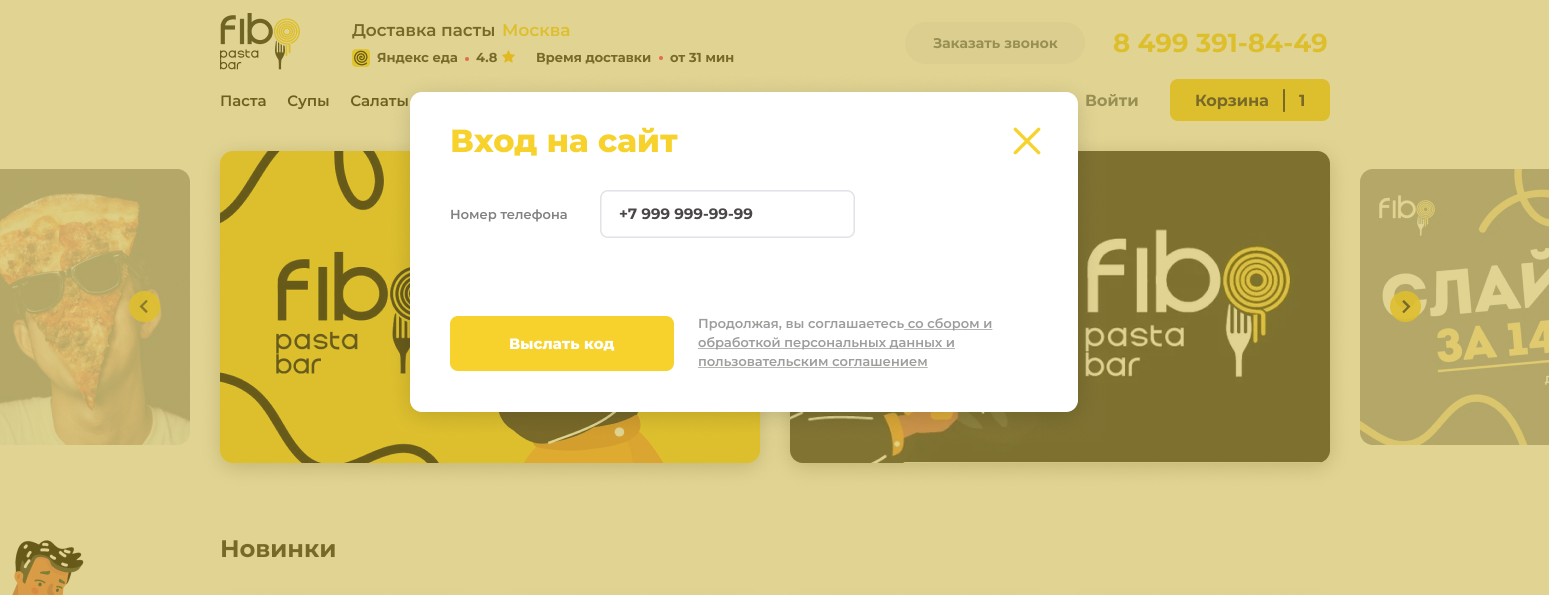 fibo
pasta
bar
Доставка пасты Москва
Яндекс еда • 4.8 ★ Время доставки • от 31 мин
Заказать звонок
8 499 391-84-49
Паста Супы Салаты
Войти
Корзина | 1
Вход на сайт
Номер телефона
+7 999 999-99-99
Выслать код
Продолжая, вы соглашаетесь со сбором и
обработкой персональных данных и
пользовательским соглашением
fibo
pasta
bar
fibo
pasta
bar
fibo
ЗА 14
Новинки